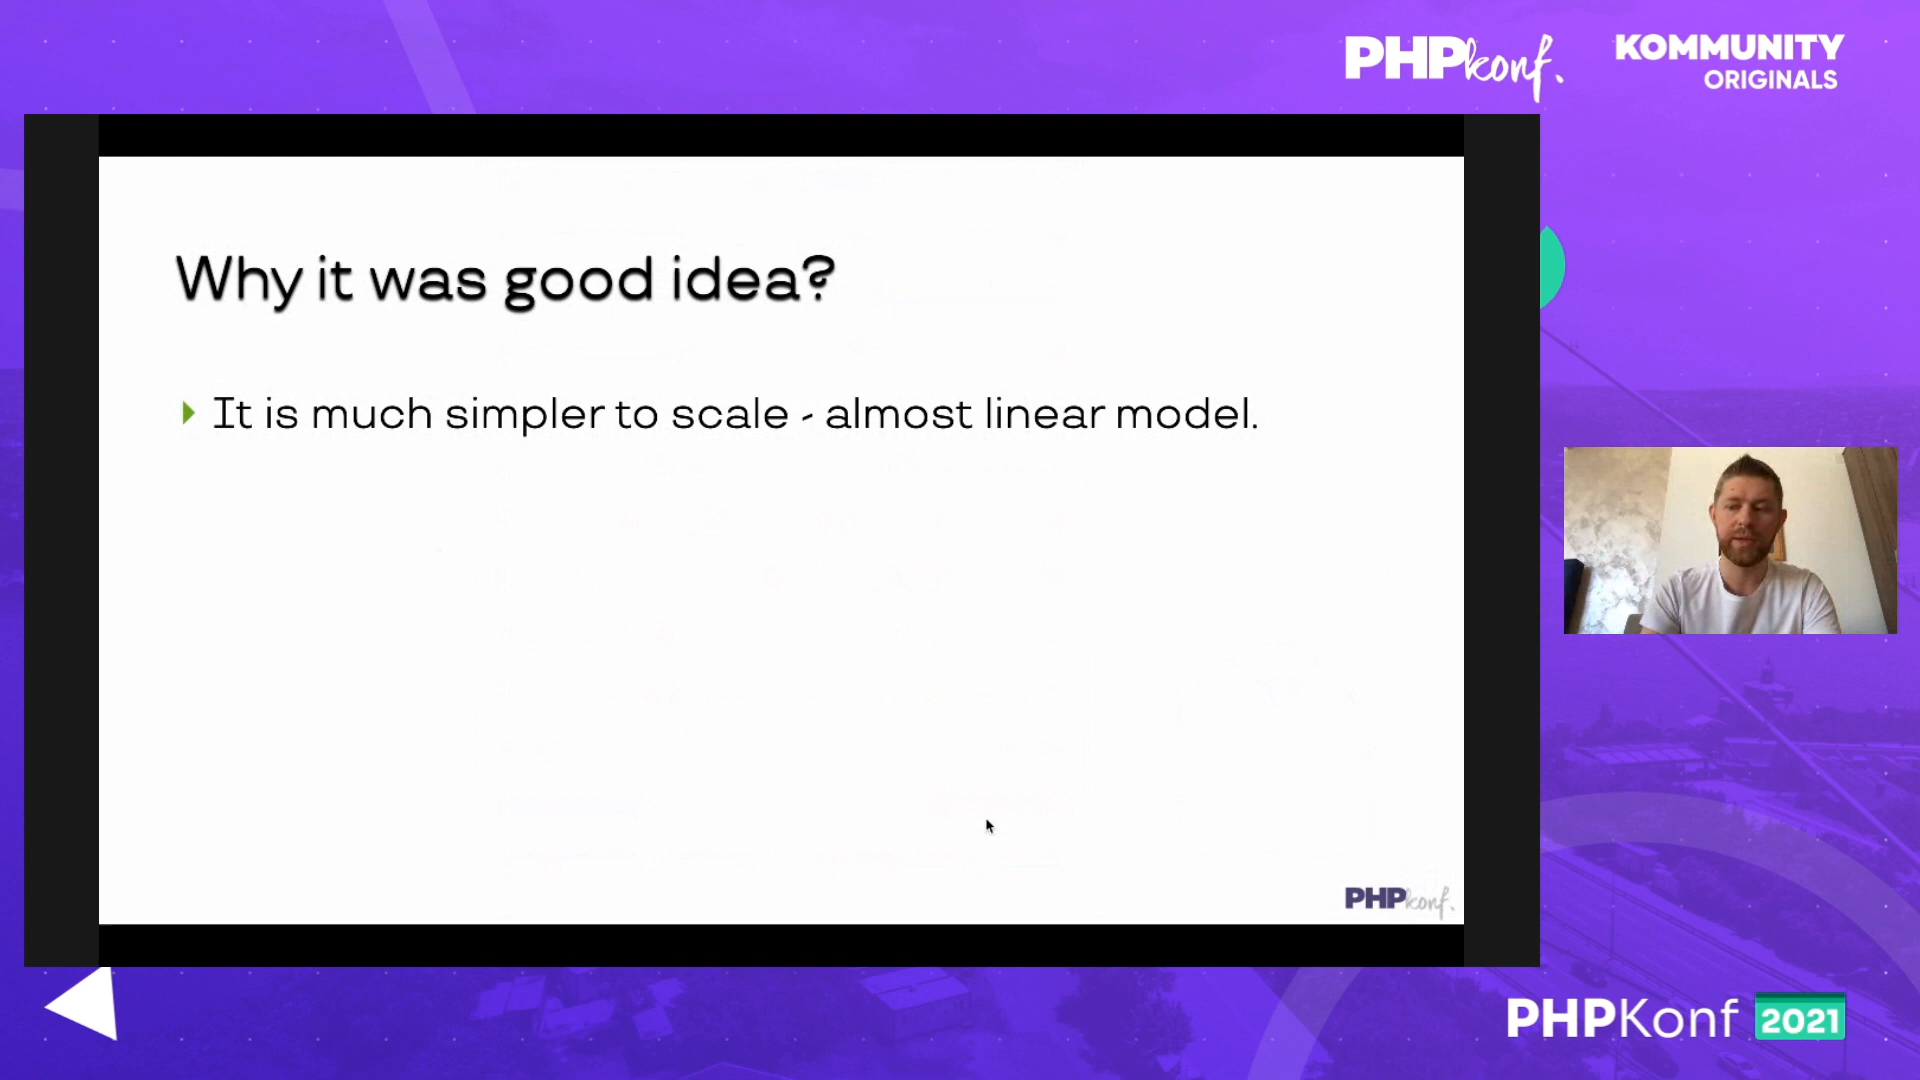 PHPkonf.
KOMMUNITY
ORIGINALS
Why it was good idea?
It is much simpler to scale - almost linear model.
PHPkonf.
PHPKonf 2021